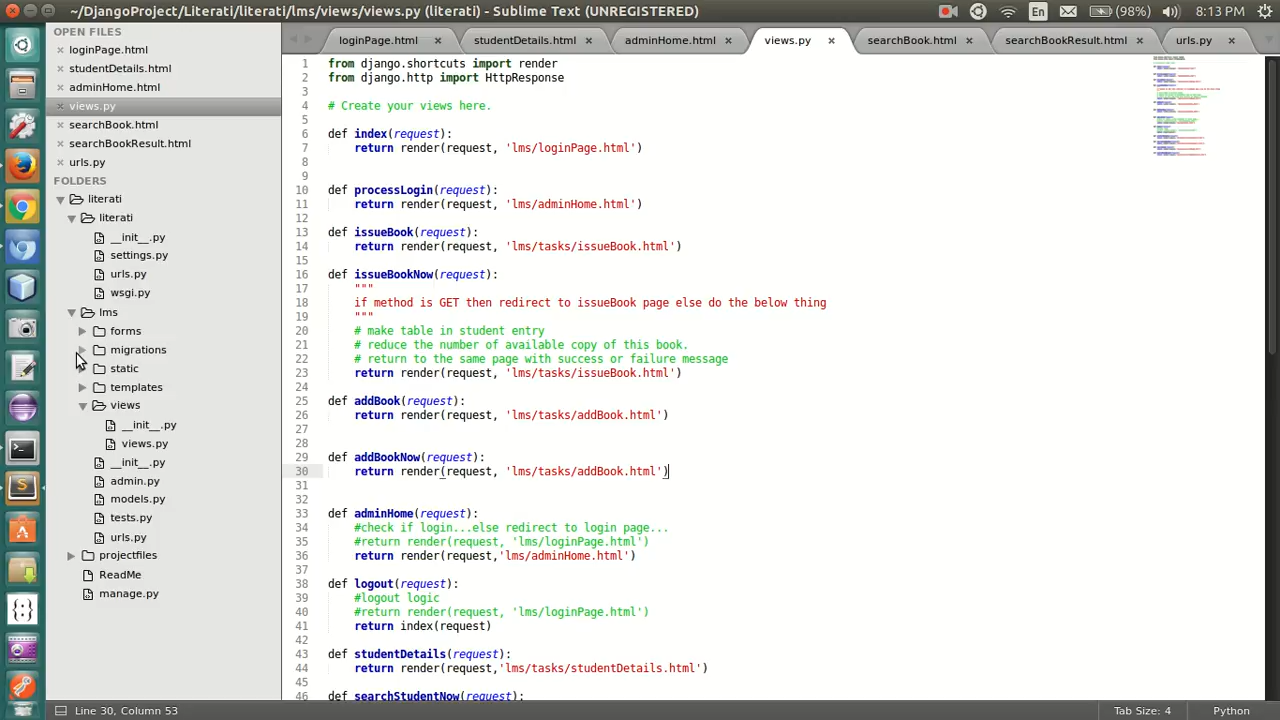 ~/DjangoProject/Literati/literati/lms/views/views.py (literati) - Sublime Text (UNREGISTERED)
En
(98%)
8:13 PM
OPEN FILES
loginPage.html
studentDetails.html
adminHome.html
views.py
searchBook.html
searchBookResult.html
urls.py
FOLDERS
literati
literati
__init__.py
settings.py
urls.py
wsgi.py
lms
forms
migrations
static
templates
views
__init__.py
views.py
__init__.py
admin.py
models.py
tests.py
urls.py
projectfiles
ReadMe
manage.py
loginPage.html
studentDetails.html
adminHome.html
views.py
searchBook.html
searchBookResult.html
urls.py
1 from django.shortcuts import render
2 from django.http import HttpResponse
3
4 # Create your views here.
5
6 def index(request):
7 return render(request, 'lms/loginPage.html')
8
9
10 def processLogin(request):
11 return render(request, 'lms/adminHome.html')
12
13 def issueBook(request):
14 return render(request, 'lms/tasks/issueBook.html')
15
16 def issueBookNow(request):
17 """
18 if method is GET then redirect to issueBook page else do the below thing
19 """
20 # make table in student entry
21 # reduce the number of available copy of this book.
22 # return to the same page with success or failure message
23 return render(request, 'lms/tasks/issueBook.html')
24
25 def addBook(request):
26 return render(request, 'lms/tasks/addBook.html')
27
28
29 def addBookNow(request):
30 return render(request, 'lms/tasks/addBook.html')
31
32
33 def adminHome(request):
34 #check if login...else redirect to login page...
35 #return render(request, 'lms/loginPage.html')
36 return render(request,'lms/adminHome.html')
37
38 def logout(request):
39 #logout logic
40 #return render(request, 'lms/loginPage.html')
41 return index(request)
42
43 def studentDetails(request):
44 return render(request,'lms/tasks/studentDetails.html')
45
46 def searchStudentNow(request):
Line 30, Column 53
Tab Size: 4
Python